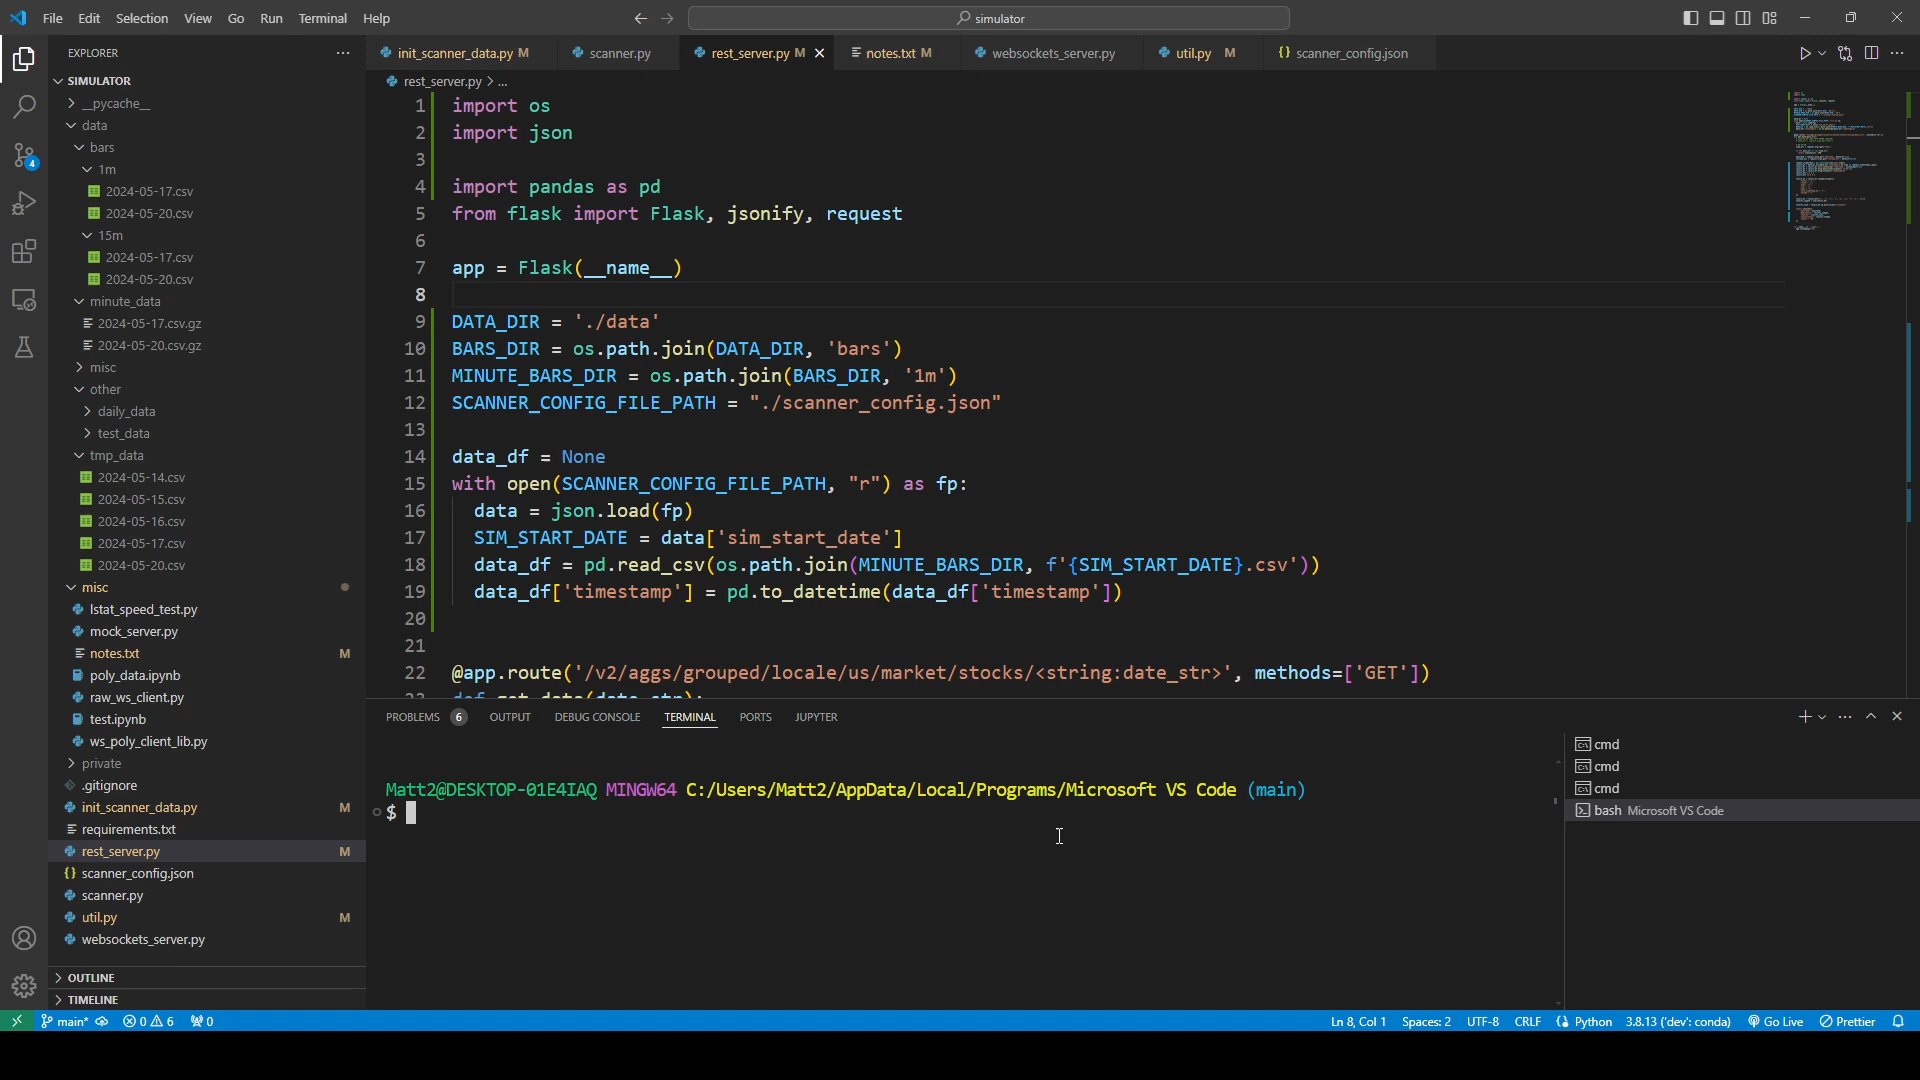 File Edit Selection View Go Run Terminal Help
simulator
EXPLORER
SIMULATOR
__pycache__
data
bars
1m
2024-05-17.csv
2024-05-20.csv
15m
2024-05-17.csv
2024-05-20.csv
minute_data
2024-05-17.csv.gz
2024-05-20.csv.gz
misc
other
daily_data
test_data
tmp_data
2024-05-14.csv
2024-05-15.csv
2024-05-16.csv
2024-05-17.csv
2024-05-20.csv
misc
lstat_speed_test.py
mock_server.py
notes.txt M
poly_data.ipynb
raw_ws_client.py
test.ipynb
ws_poly_client_lib.py
private
.gitignore
init_scanner_data.py M
requirements.txt
rest_server.py M
scanner_config.json
scanner.py
util.py M
websockets_server.py
OUTLINE
TIMELINE
4
init_scanner_data.py M scanner.py rest_server.py M notes.txt M websockets_server.py util.py M scanner_config.json
rest_server.py > ...
1 import os
2 import json
3
4 import pandas as pd
5 from flask import Flask, jsonify, request
6
7 app = Flask(__name__)
8
9 DATA_DIR = './data'
10 BARS_DIR = os.path.join(DATA_DIR, 'bars')
11 MINUTE_BARS_DIR = os.path.join(BARS_DIR, '1m')
12 SCANNER_CONFIG_FILE_PATH = "./scanner_config.json"
13
14 data_df = None
15 with open(SCANNER_CONFIG_FILE_PATH, "r") as fp:
16 data = json.load(fp)
17 SIM_START_DATE = data['sim_start_date']
18 data_df = pd.read_csv(os.path.join(MINUTE_BARS_DIR, f'{SIM_START_DATE}.csv'))
19 data_df['timestamp'] = pd.to_datetime(data_df['timestamp'])
20
21
22 @app.route('/v2/aggs/grouped/locale/us/market/stocks/<string:date_str>', methods=['GET'])
PROBLEMS 6 OUTPUT DEBUG CONSOLE TERMINAL PORTS JUPYTER
Matt2@DESKTOP-01E4IAQ MINGW64 C:/Users/Matt2/AppData/Local/Programs/Microsoft VS Code (main)
$
cmd
cmd
cmd
bash Microsoft VS Code
main* 0 6 0 Ln 8, Col 1 Spaces: 2 UTF-8 CRLF Python 3.8.13 ('dev': conda) Go Live Prettier